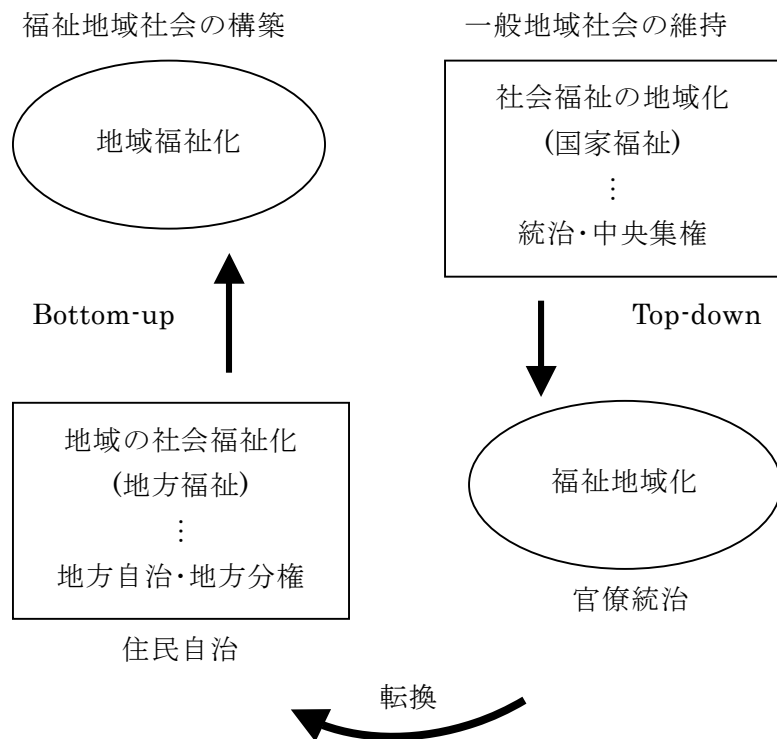 福祉地域社会の構築
一般地域社会の維持
地域福祉化
社会福祉の地域化
(国家福祉)
⋮
統治・中央集権
Bottom-up
Top-down
地域の社会福祉化
(地方福祉)
⋮
地方自治・地方分権
福祉地域化
官僚統治
住民自治
転換